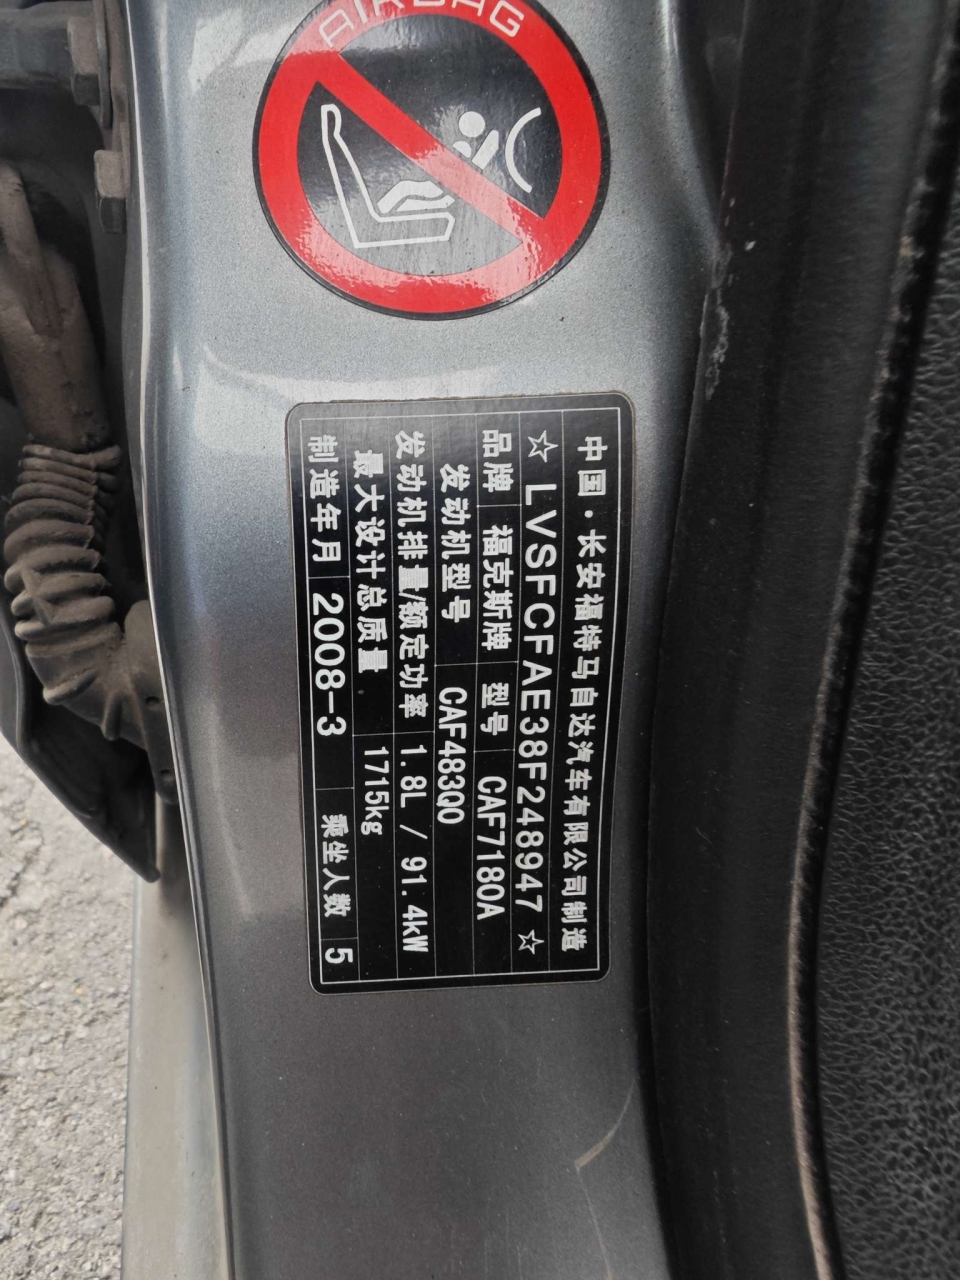 AIRBAG
中国·长安福特马自达汽车有限公司制造
☆ LVSFCFAE38F248947 ☆
品牌 福克斯牌 型号 CAF7180A
发动机型号 CAF483Q0
发动机排量/额定功率 1.8L / 91.4kW
最大设计总质量 1715kg
制造年月 2008-3 乘坐人数 5